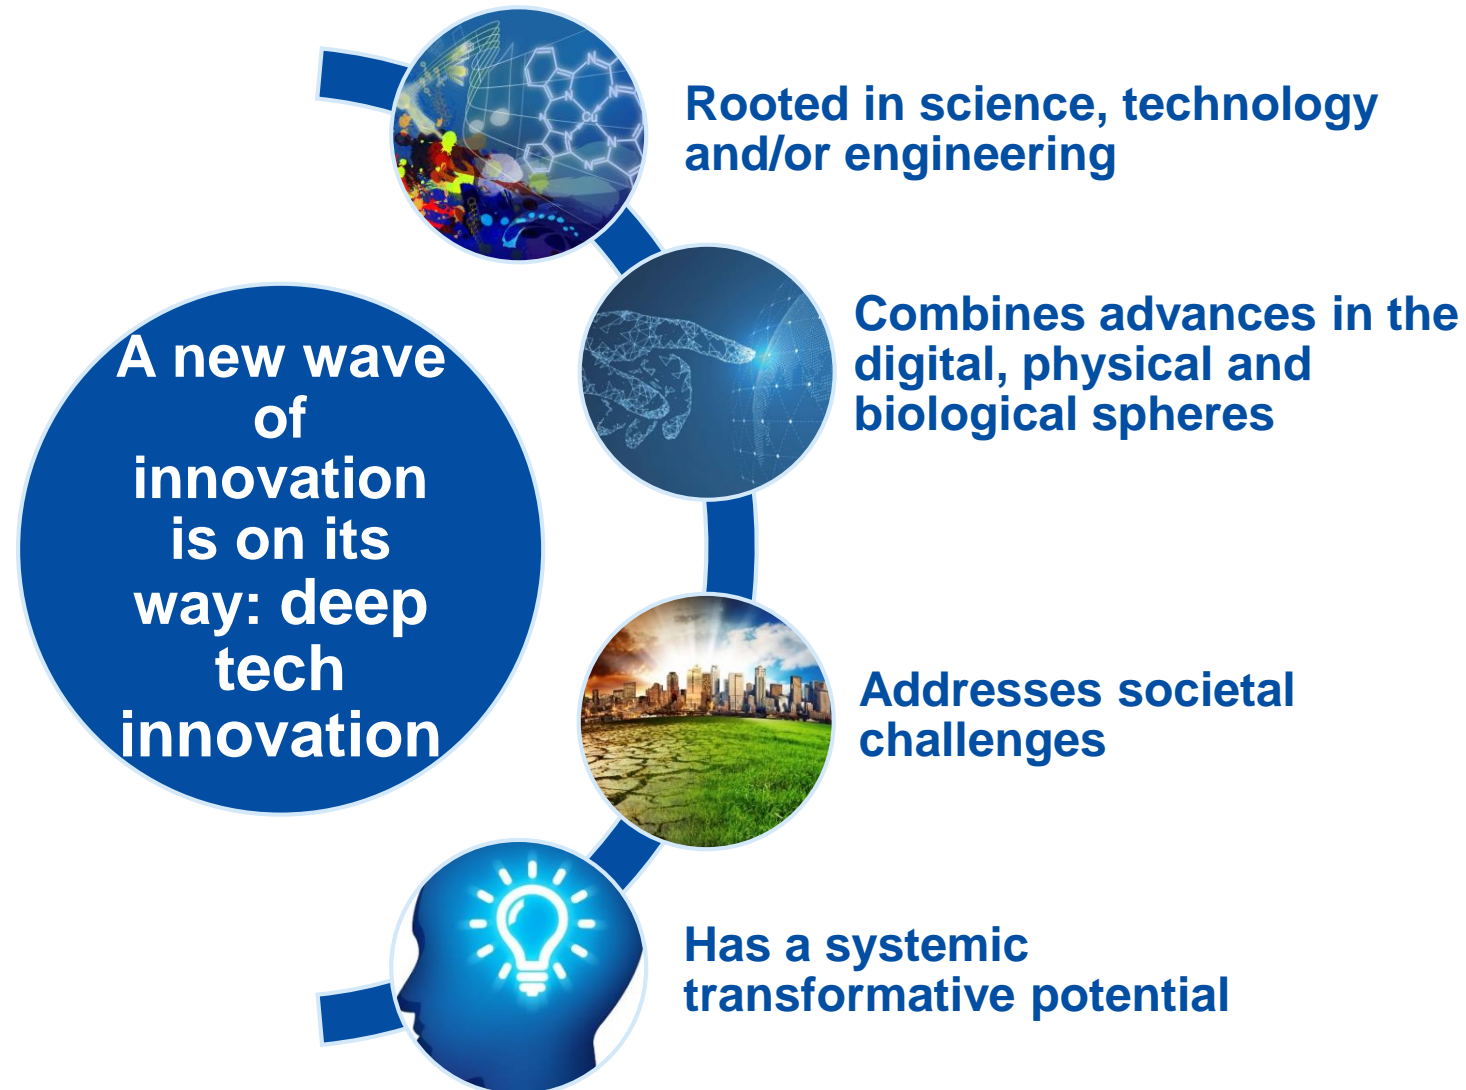 A new wave
of
innovation
is on its
way: deep
tech
innovation
Rooted in science, technology
and/or engineering
Combines advances in the
digital, physical and
biological spheres
Addresses societal
challenges
Has a systemic
transformative potential
N
N
N
N
Cu
N
N
N